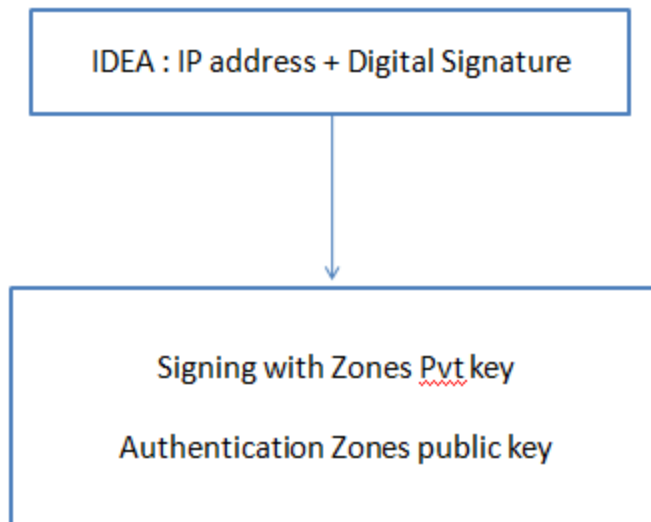 IDEA : IP address + Digital Signature
Signing with Zones Pvt key
Authentication Zones public key